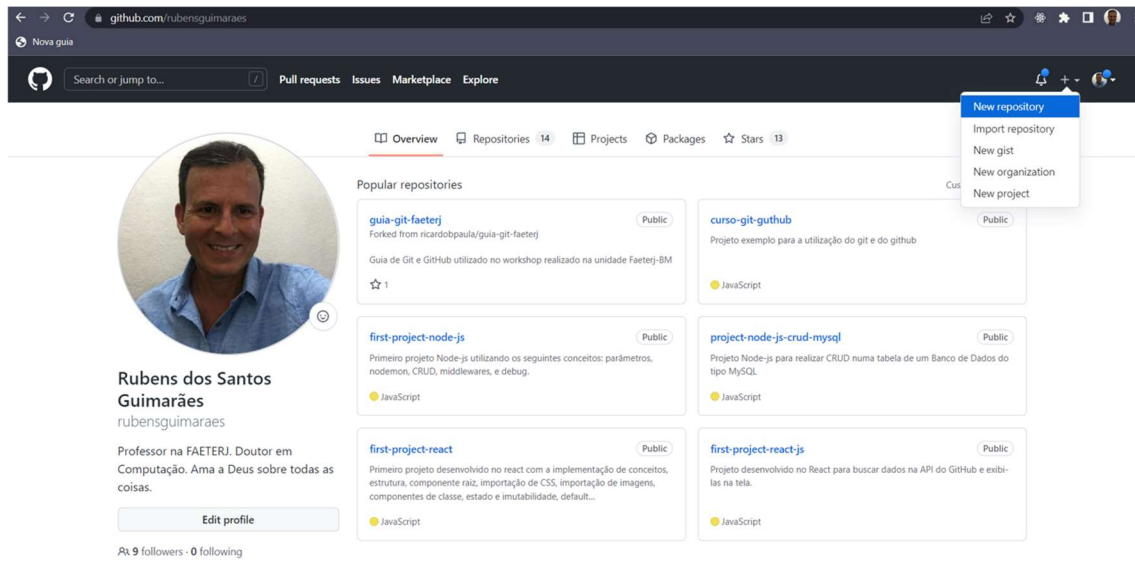 github.com/rubensguimaraes
Nova guia
Search or jump to... / Pull requests Issues Marketplace Explore
New repository
Import repository
New gist
New organization
New project
Overview Repositories 14 Projects Packages Stars 13
Popular repositories
guia-git-faeterj Public
Forked from ricardobpaula/guia-git-faeterj
Guia de Git e GitHub utilizado no workshop realizado na unidade Faeterj-BM
1
curso-git-guthub Public
Projeto exemplo para a utilização do git e do github
JavaScript
first-project-node-js Public
Primeiro projeto Node-js utilizando os seguintes conceitos: parâmetros,
nodemon, CRUD, middlewares, e debug.
JavaScript
project-node-js-crud-mysql Public
Projeto Node-js para realizar CRUD numa tabela de um Banco de Dados do
tipo MySQL
JavaScript
first-project-react Public
Primeiro projeto desenvolvido no react com a implementação de conceitos,
estrutura, componente raiz, importação de CSS, importação de imagens,
componentes de classe, estado e imutabilidade, default...
JavaScript
first-project-react-js Public
Projeto desenvolvido no React para buscar dados na API do GitHub e exibi-
las na tela.
JavaScript
Rubens dos Santos
Guimarães
rubensguimaraes
Professor na FAETERJ. Doutor em
Computação. Ama a Deus sobre todas as
coisas.
Edit profile
9 followers · 0 following